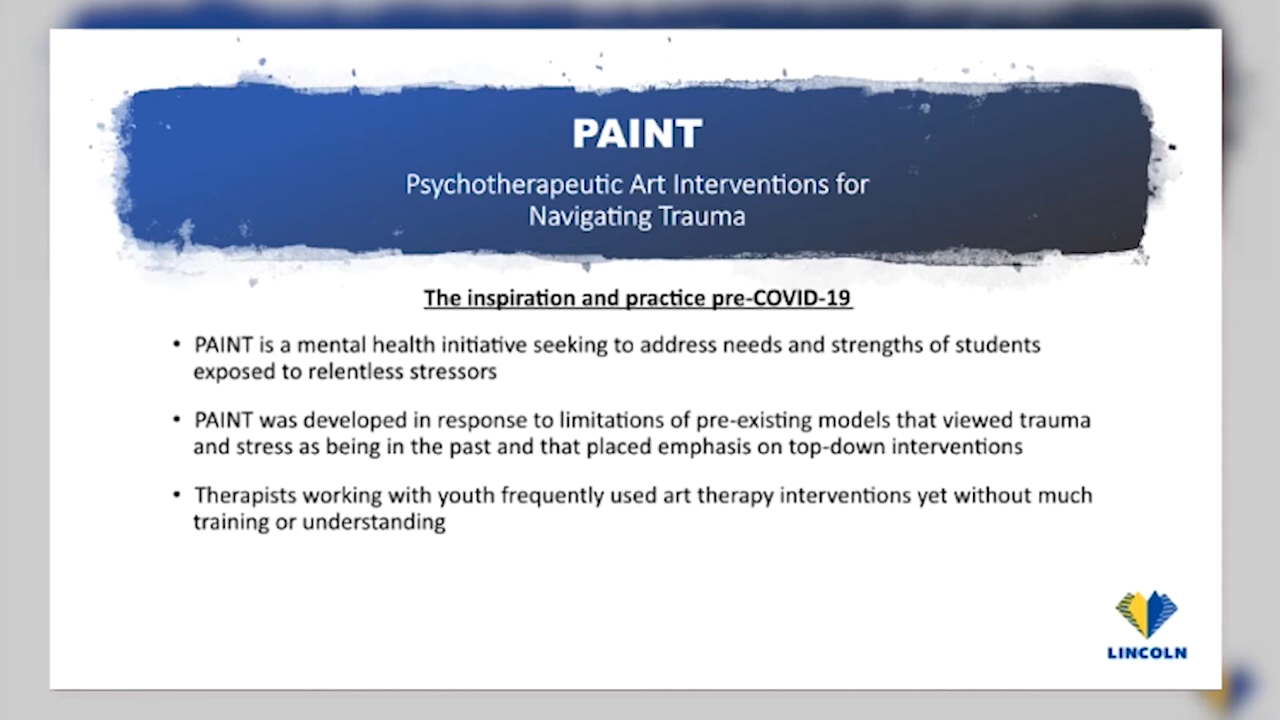 PAINT
Psychotherapeutic Art Interventions for
Navigating Trauma
The inspiration and practice pre-COVID-19
• PAINT is a mental health initiative seeking to address needs and strengths of students
exposed to relentless stressors
• PAINT was developed in response to limitations of pre-existing models that viewed trauma
and stress as being in the past and that placed emphasis on top-down interventions
• Therapists working with youth frequently used art therapy interventions yet without much
training or understanding
LINCOLN